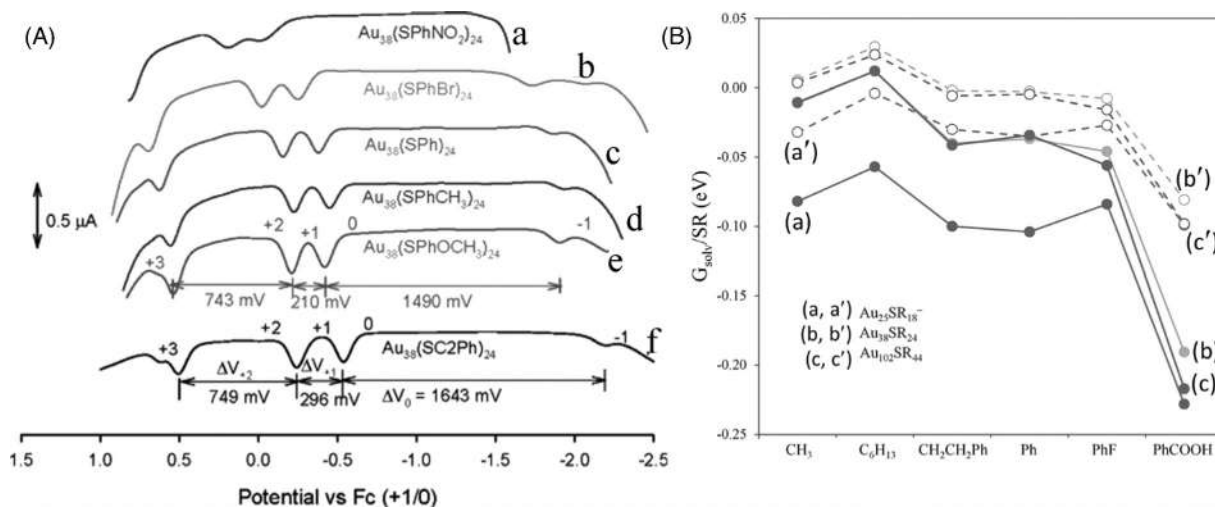 (A)
Au38(SPhNO2)24
a
Au38(SPhBr)24
b
Au38(SPh)24
c
0.5 µA
Au38(SPhCH3)24
d
+2
+1
0
-1
Au38(SPhOCH3)24
e
+3
743 mV
210 mV
1490 mV
+2
+1
0
-1
+3
Au38(SC2Ph)24
f
ΔV+2
ΔV+1
749 mV
296 mV
ΔV0 = 1643 mV
1.5 1.0 0.5 0.0 -0.5 -1.0 -1.5 -2.0 -2.5
Potential vs Fc (+1/0)
(B)
0.05
0.00
-0.05
-0.10
-0.15
-0.20
-0.25
Gsolv/SR (eV)
(a′)
(a)
(b′)
(c′)
(b)
(c)
(a, a′) Au25SR18−
(b, b′) Au38SR24
(c, c′) Au102SR44
CH3 C6H13 CH2CH2Ph Ph PhF PhCOOH